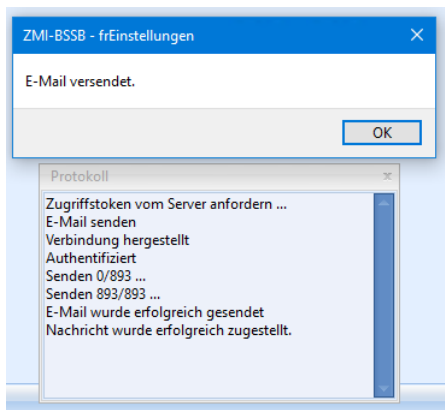 ZMI-BSSB - frEinstellungen
E-Mail versendet.
OK
Protokoll
Zugriffstoken vom Server anfordern ...
E-Mail senden
Verbindung hergestellt
Authentifiziert
Senden 0/893 ...
Senden 893/893 ...
E-Mail wurde erfolgreich gesendet
Nachricht wurde erfolgreich zugestellt.